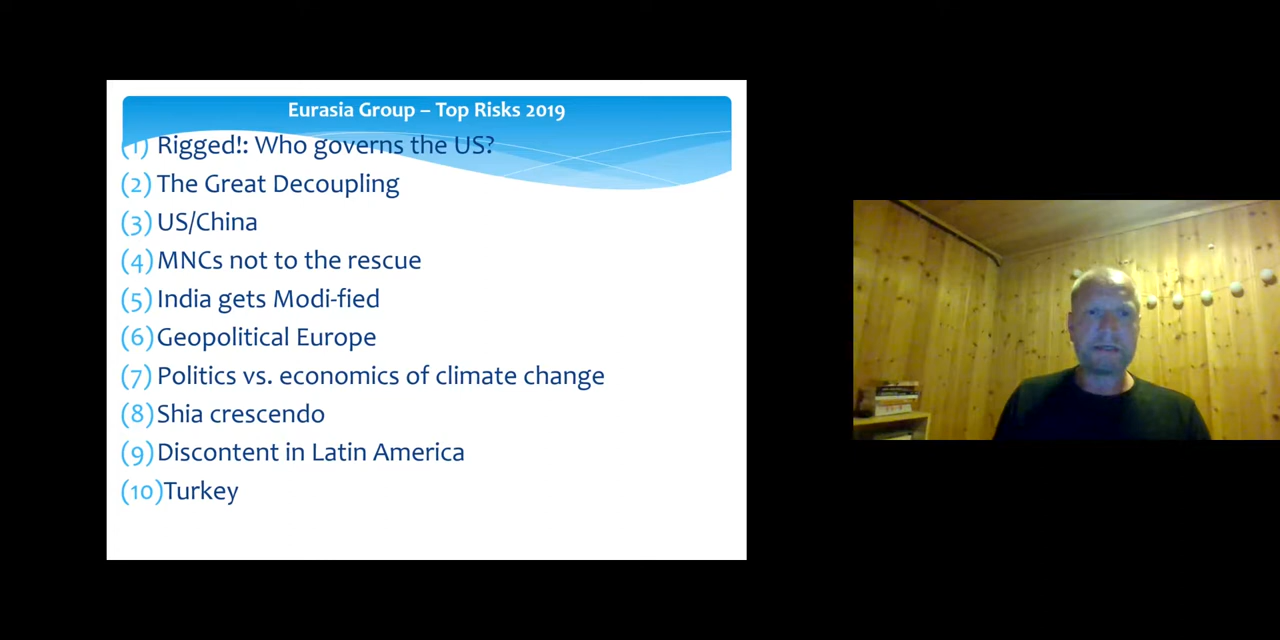 Eurasia Group – Top Risks 2019
(1) Rigged!: Who governs the US?
(2) The Great Decoupling
(3) US/China
(4) MNCs not to the rescue
(5) India gets Modi-fied
(6) Geopolitical Europe
(7) Politics vs. economics of climate change
(8) Shia crescendo
(9) Discontent in Latin America
(10) Turkey